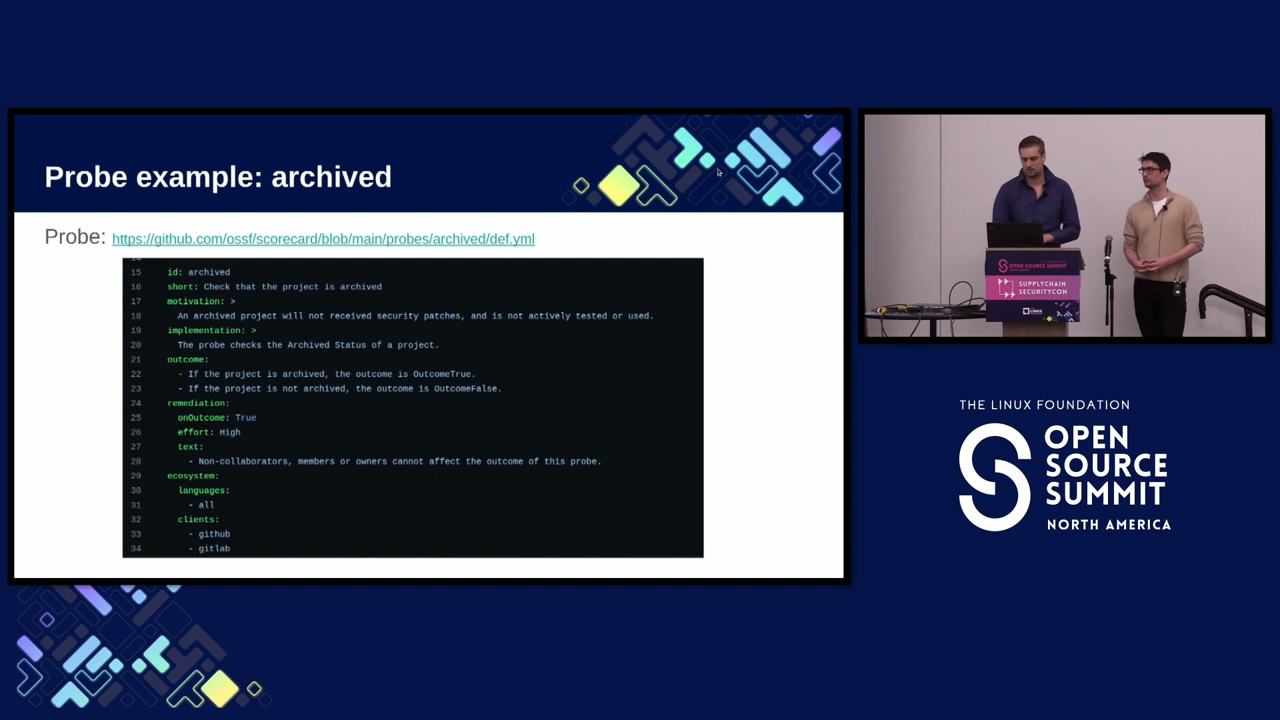 Probe example: archived
Probe: https://github.com/ossf/scorecard/blob/main/probes/archived/def.yml
14
15 id: archived
16 short: Check that the project is archived
17 motivation: >
18 An archived project will not received security patches, and is not actively tested or used.
19 implementation: >
20 The probe checks the Archived Status of a project.
21 outcome:
22 - If the project is archived, the outcome is OutcomeTrue.
23 - If the project is not archived, the outcome is OutcomeFalse.
24 remediation:
25 onOutcome: True
26 effort: High
27 text:
28 - Non-collaborators, members or owners cannot affect the outcome of this probe.
29 ecosystem:
30 languages:
31 - all
32 clients:
33 - github
34 - gitlab
OPEN SOURCE SUMMIT
SUPPLYCHAIN
SECURITYCON
THE LINUX FOUNDATION
OPEN
SOURCE
SUMMIT
NORTH AMERICA